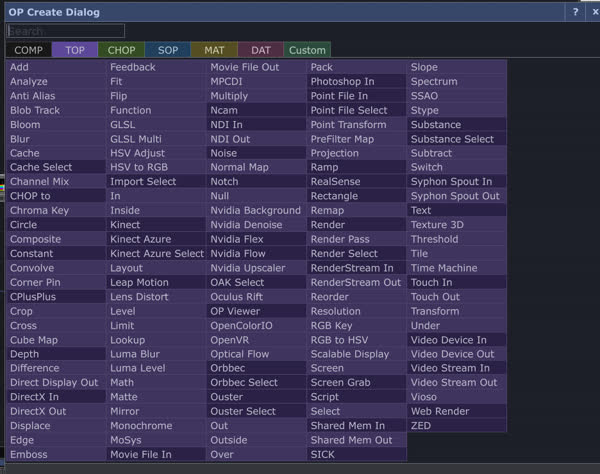 OP Create Dialog ? x
Search
COMP TOP CHOP SOP MAT DAT Custom
Add Feedback Movie File Out Pack Slope
Analyze Fit MPCDI Photoshop In Spectrum
Anti Alias Flip Multiply Point File In SSAO
Blob Track Function Ncam Point File Select Stype
Bloom GLSL NDI In Point Transform Substance
Blur GLSL Multi NDI Out PreFilter Map Substance Select
Cache HSV Adjust Noise Projection Subtract
Cache Select HSV to RGB Normal Map Ramp Switch
Channel Mix Import Select Notch RealSense Syphon Spout In
CHOP to In Null Rectangle Syphon Spout Out
Chroma Key Inside Nvidia Background Remap Text
Circle Kinect Nvidia Denoise Render Texture 3D
Composite Kinect Azure Nvidia Flex Render Pass Threshold
Constant Kinect Azure Select Nvidia Flow Render Select Tile
Convolve Layout Nvidia Upscaler RenderStream In Time Machine
Corner Pin Leap Motion OAK Select RenderStream Out Touch In
CPlusPlus Lens Distort Oculus Rift Reorder Touch Out
Crop Level OP Viewer Resolution Transform
Cross Limit OpenColorIO RGB Key Under
Cube Map Lookup OpenVR RGB to HSV Video Device In
Depth Luma Blur Optical Flow Scalable Display Video Device Out
Difference Luma Level Orbbec Screen Video Stream In
Direct Display Out Math Orbbec Select Screen Grab Video Stream Out
DirectX In Matte Ouster Script Vioso
DirectX Out Mirror Ouster Select Select Web Render
Displace Monochrome Out Shared Mem In ZED
Edge MoSys Outside Shared Mem Out
Emboss Movie File In Over SICK